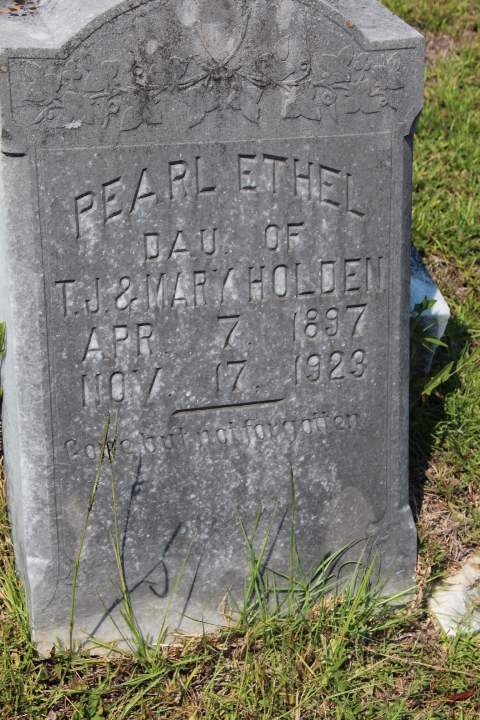 PEARL ETHEL
DAU. OF
T.J. & MARY HOLDEN
APR. 7. 1897
NOV. 17. 1923
Gone but not forgotten